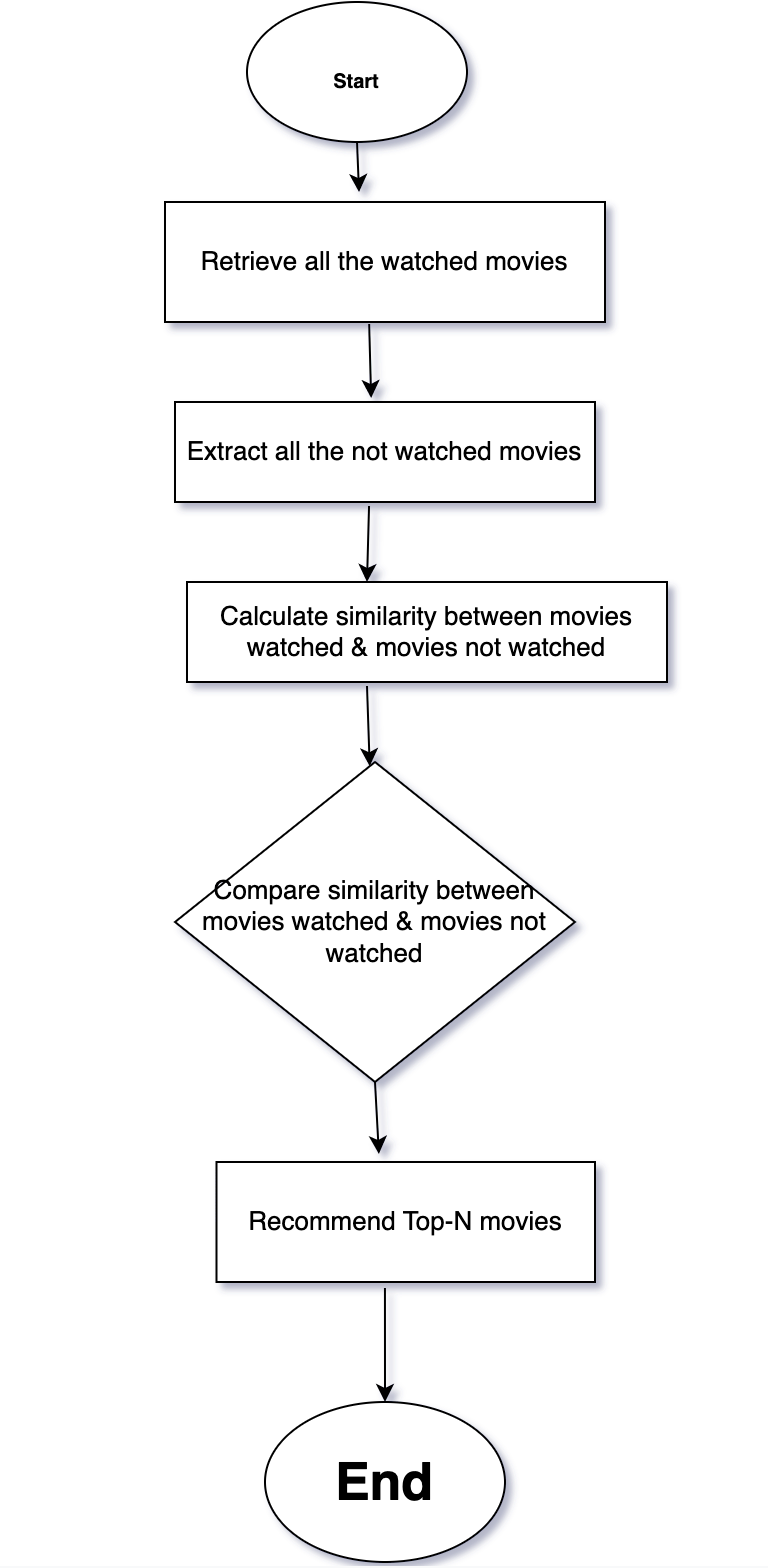 Start
Retrieve all the watched movies
Extract all the not watched movies
Calculate similarity between movies
watched & movies not watched
Compare similarity between
movies watched & movies not
watched
Recommend Top-N movies
End